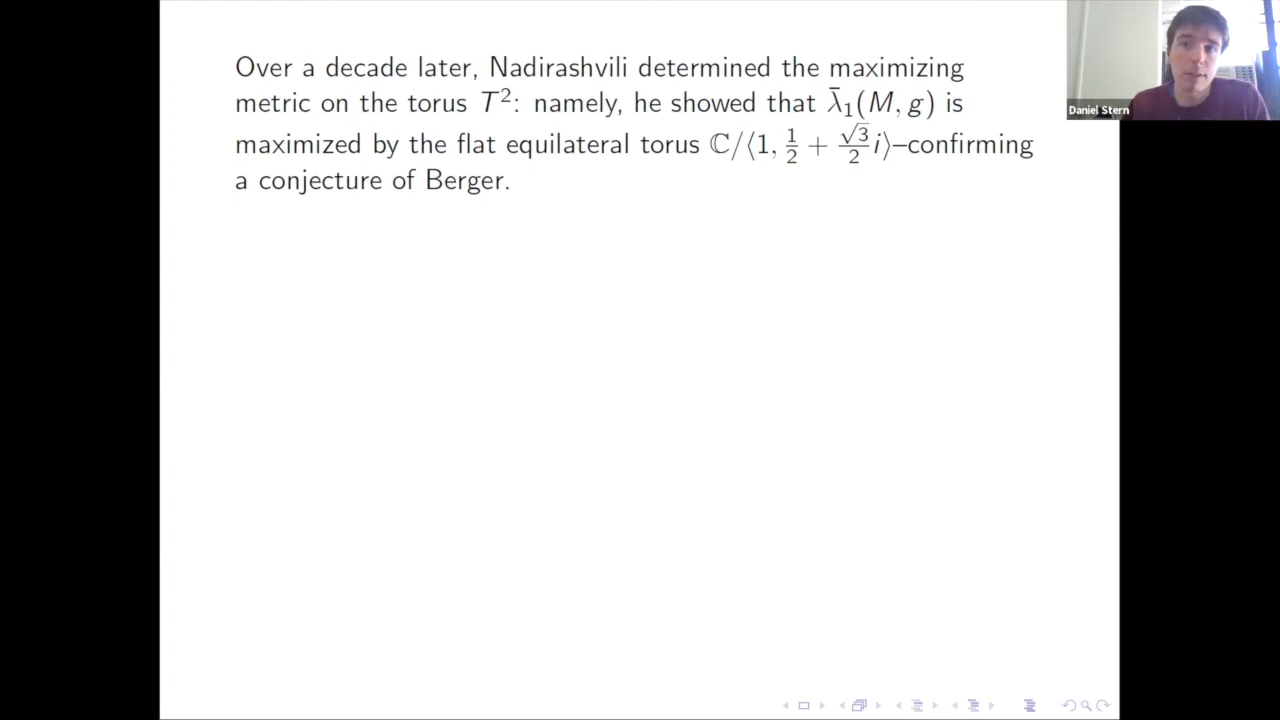 Over a decade later, Nadirashvili determined the maximizing
metric on the torus T²: namely, he showed that λ̄₁(M, g) is
maximized by the flat equilateral torus ℂ/⟨1, 1/2 + √3/2 i⟩–confirming
a conjecture of Berger.
Daniel Stern